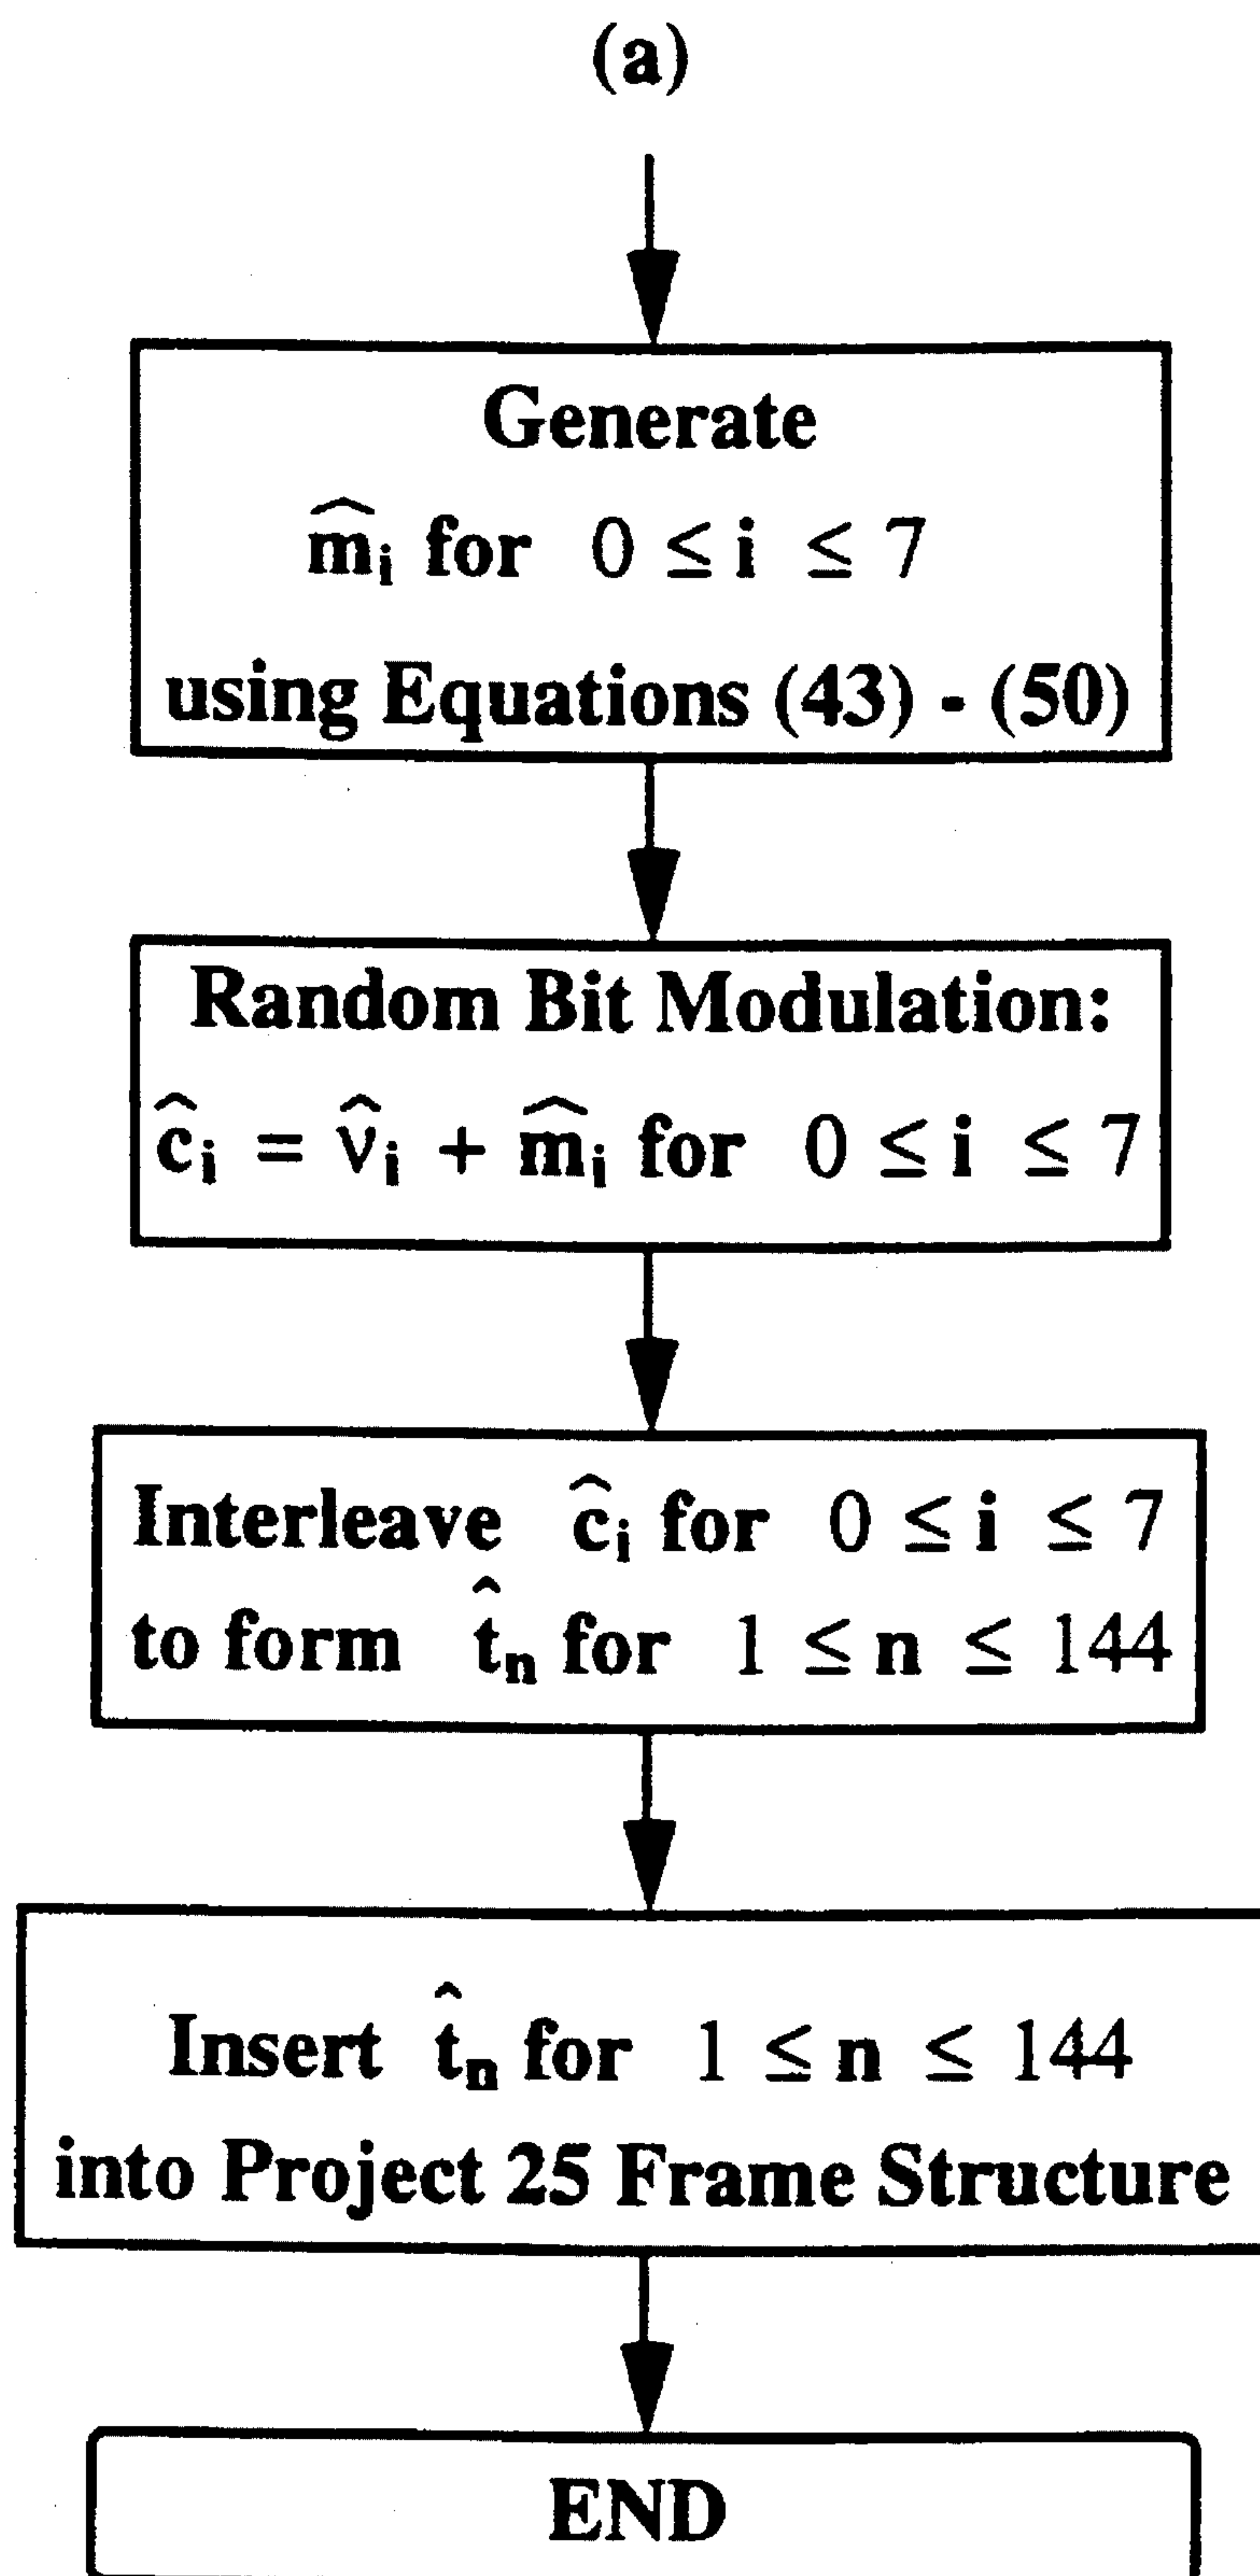 (a)
Generate
m̂ᵢ for 0 ≤ i ≤ 7
using Equations (43) - (50)
Random Bit Modulation:
ĉᵢ = v̂ᵢ + m̂ᵢ for 0 ≤ i ≤ 7
Interleave ĉᵢ for 0 ≤ i ≤ 7
to form t̂ₙ for 1 ≤ n ≤ 144
Insert t̂ₙ for 1 ≤ n ≤ 144
into Project 25 Frame Structure
END